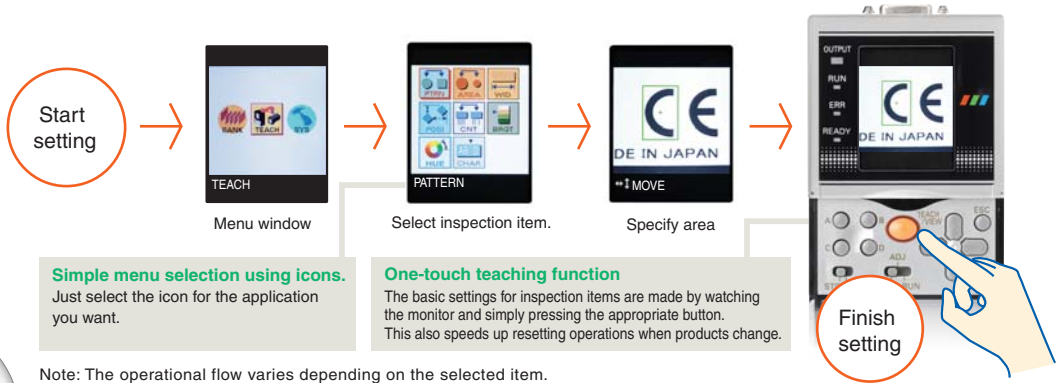 Start
setting
BANK TEACH SYS
TEACH
Menu window
PTRN AREA WID
POSI CNT BRGT
HUE CHAR
PATTERN
Select inspection item.
CE
DE IN JAPAN
MOVE
Specify area
OUTPUT
RUN
ERR
READY
CE
DE IN JAPAN
A B TEACH/VIEW ESC
C D
ADJ
RUN
Finish
setting
Simple menu selection using icons.
Just select the icon for the application
you want.
One-touch teaching function
The basic settings for inspection items are made by watching
the monitor and simply pressing the appropriate button.
This also speeds up resetting operations when products change.
Note: The operational flow varies depending on the selected item.